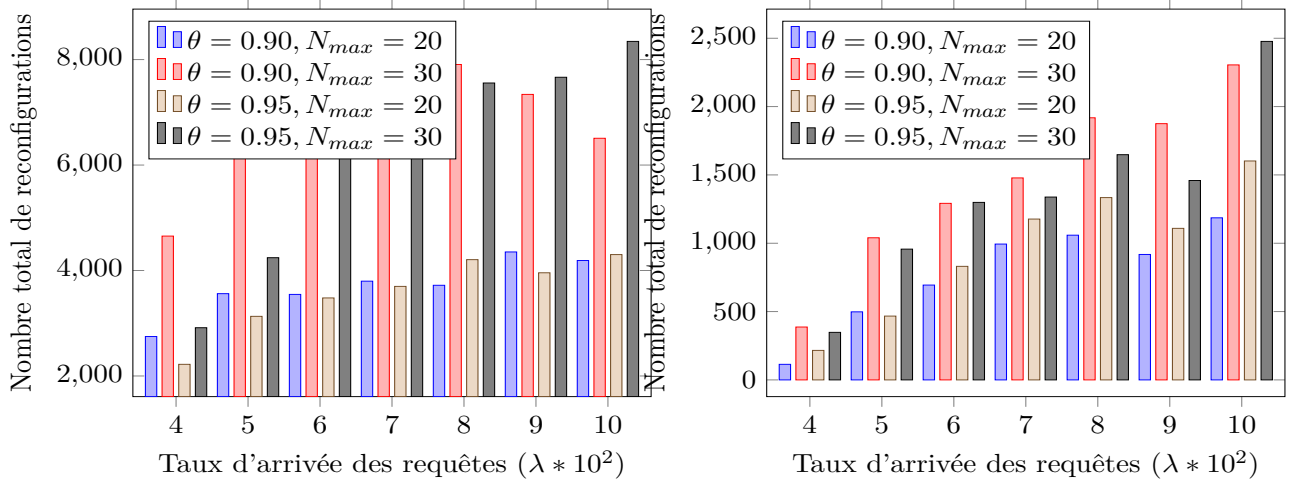 Nombre total de reconfigurations
8,000
6,000
4,000
2,000
θ = 0.90, N_max = 20
θ = 0.90, N_max = 30
θ = 0.95, N_max = 20
θ = 0.95, N_max = 30
4 5 6 7 8 9 10
Taux d'arrivée des requêtes (λ ∗ 10²)
Nombre total de reconfigurations
2,500
2,000
1,500
1,000
500
0
θ = 0.90, N_max = 20
θ = 0.90, N_max = 30
θ = 0.95, N_max = 20
θ = 0.95, N_max = 30
4 5 6 7 8 9 10
Taux d'arrivée des requêtes (λ ∗ 10²)